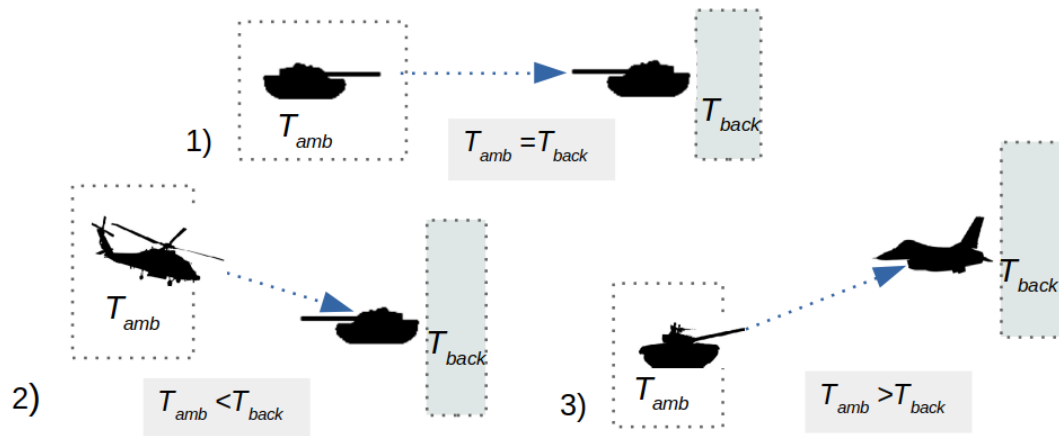 T_amb
T_back
1)
T_amb =T_back
T_amb
T_back
2)
T_amb <T_back
T_back
T_amb
3)
T_amb >T_back